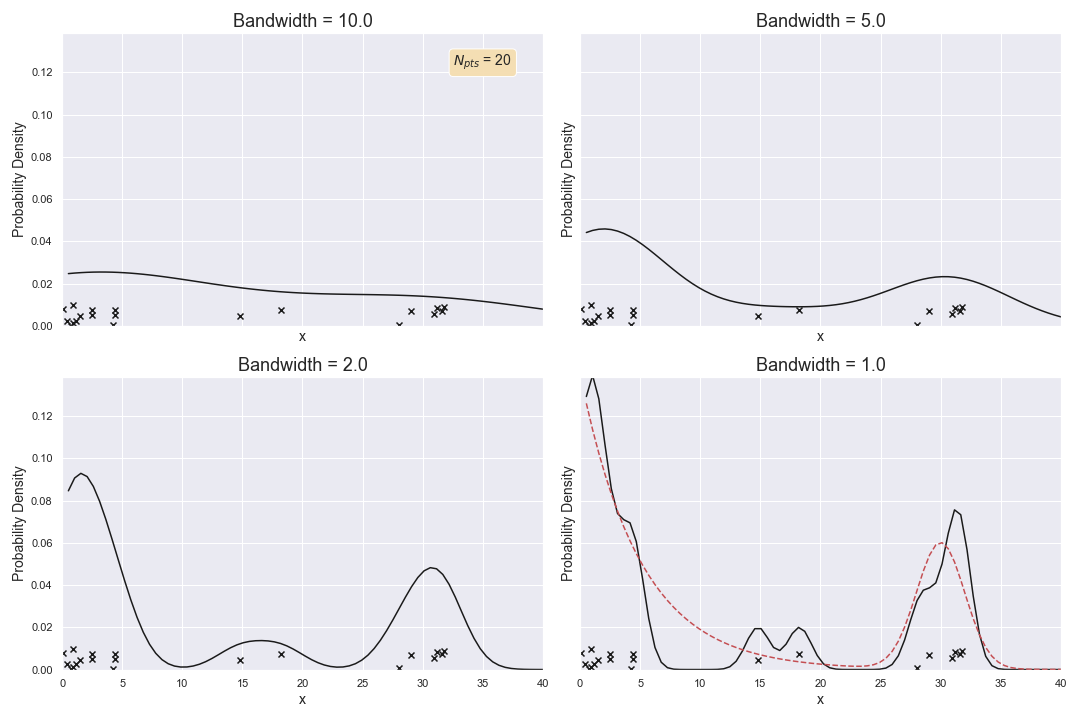 Bandwidth = 10.0
Bandwidth = 5.0
N_pts = 20
Probability Density
0.12
0.10
0.08
0.06
0.04
0.02
0.00
x
Probability Density
x
Bandwidth = 2.0
Bandwidth = 1.0
Probability Density
0.12
0.10
0.08
0.06
0.04
0.02
0.00
0 5 10 15 20 25 30 35 40
x
Probability Density
0 5 10 15 20 25 30 35 40
x